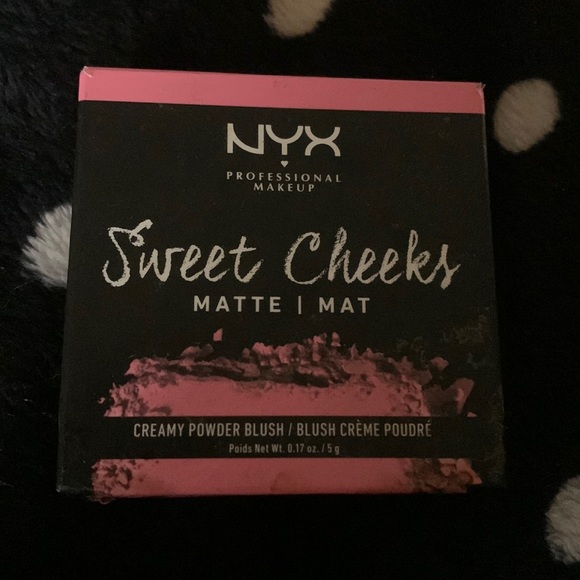 NYX
PROFESSIONAL
MAKEUP
Sweet Cheeks
MATTE | MAT
CREAMY POWDER BLUSH / BLUSH CRÈME POUDRÉ
Poids Net Wt. 0.17 oz. / 5 g